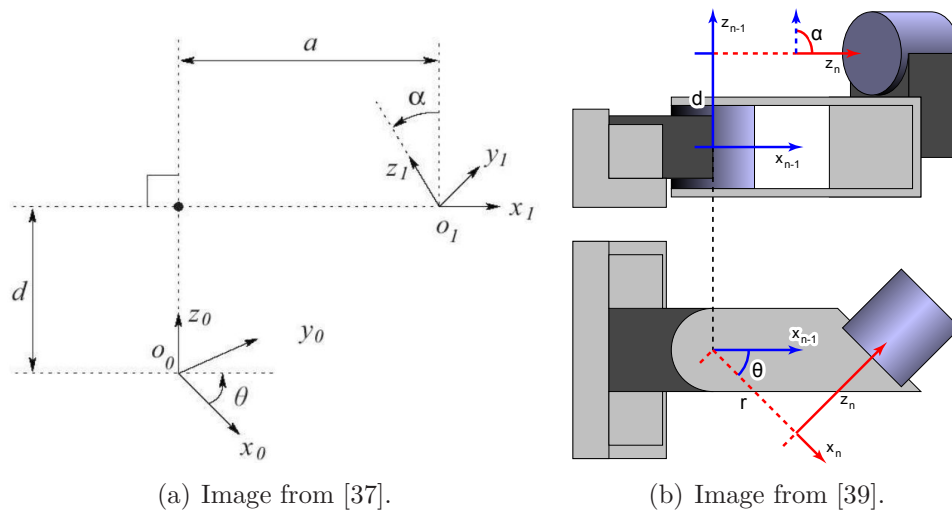 a
α
z1
y1
x1
o1
d
z0
y0
o0
θ
x0
(a) Image from [37].
zn-1
α
zn
d
xn-1
xn-1
θ
r
zn
xn
(b) Image from [39].